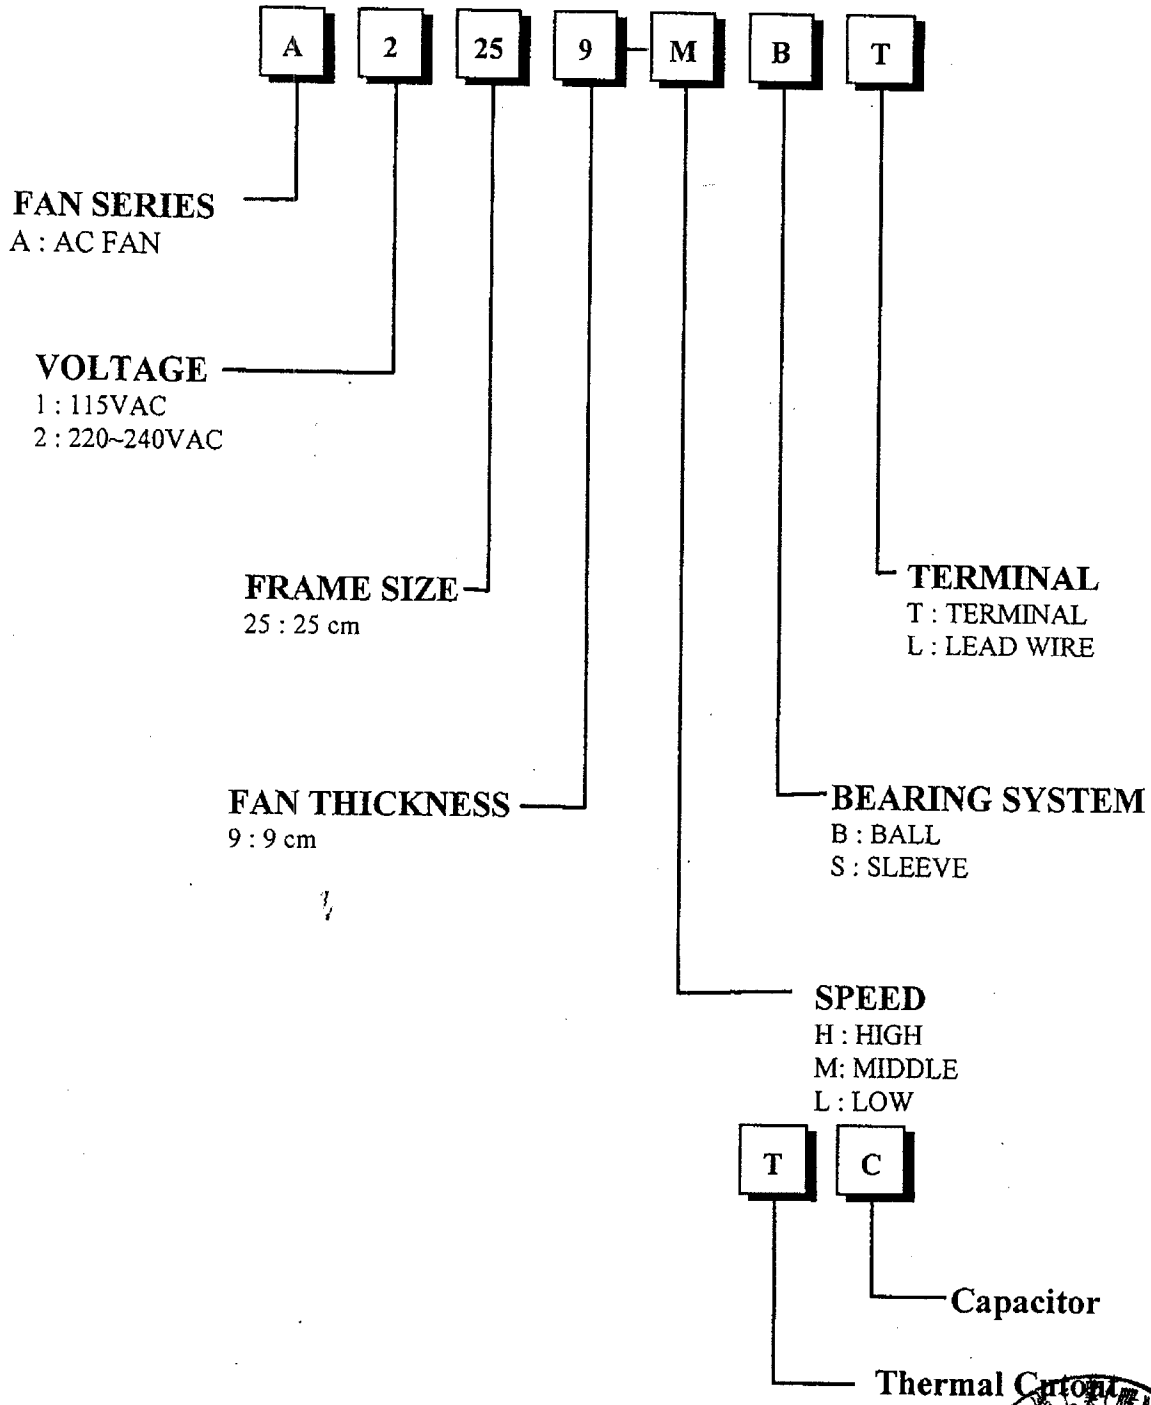 A 2 25 9 - M B T
FAN SERIES
A : AC FAN
VOLTAGE
1 : 115VAC
2 : 220~240VAC
FRAME SIZE
25 : 25 cm
TERMINAL
T : TERMINAL
L : LEAD WIRE
FAN THICKNESS
9 : 9 cm
BEARING SYSTEM
B : BALL
S : SLEEVE
SPEED
H : HIGH
M: MIDDLE
L : LOW
T C
Capacitor
Thermal Cutout